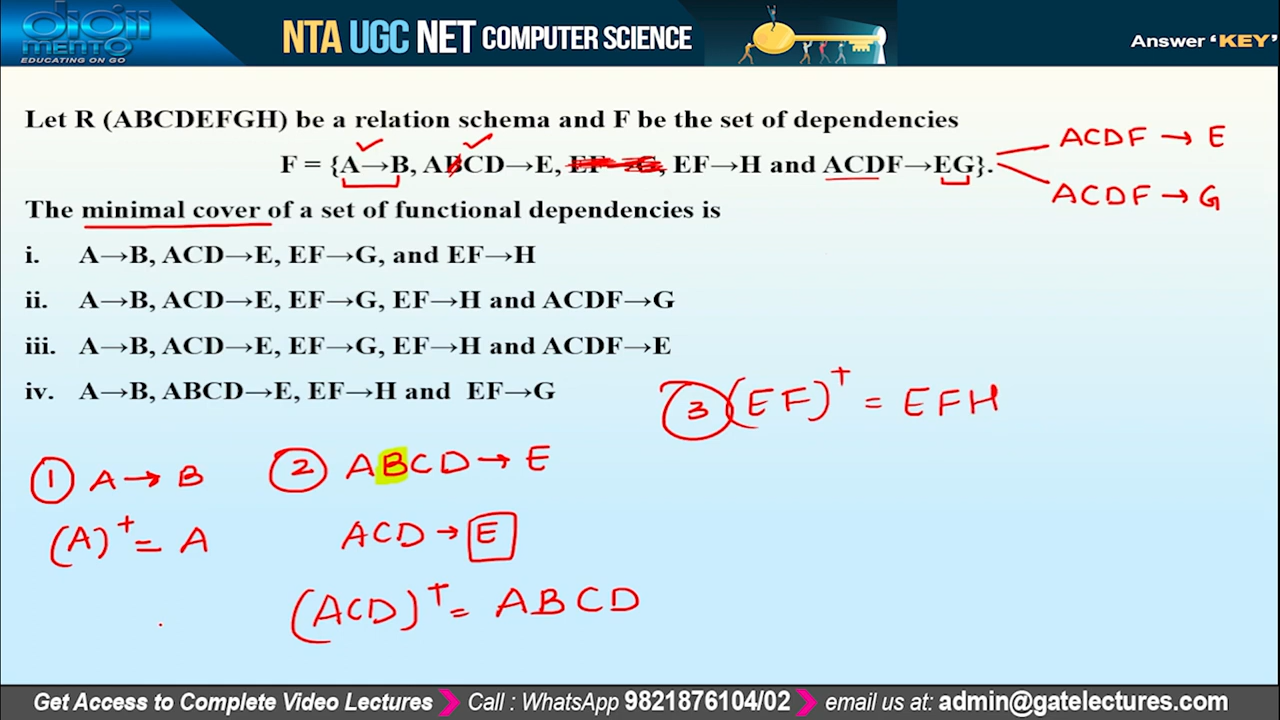 digii
MENTO
EDUCATING ON GO
NTA UGC NET COMPUTER SCIENCE
Answer ‘KEY’
Let R (ABCDEFGH) be a relation schema and F be the set of dependencies
F = {A→B, ABCD→E, EF→G, EF→H and ACDF→EG}.
ACDF → E
ACDF → G
The minimal cover of a set of functional dependencies is
i. A→B, ACD→E, EF→G, and EF→H
ii. A→B, ACD→E, EF→G, EF→H and ACDF→G
iii. A→B, ACD→E, EF→G, EF→H and ACDF→E
iv. A→B, ABCD→E, EF→H and EF→G
3 (EF)⁺ = EFH
1 A → B
(A)⁺ = A
2 ABCD → E
ACD → E
(ACD)⁺ = ABCD
Get Access to Complete Video Lectures Call : WhatsApp 9821876104/02 email us at: admin@gatelectures.com